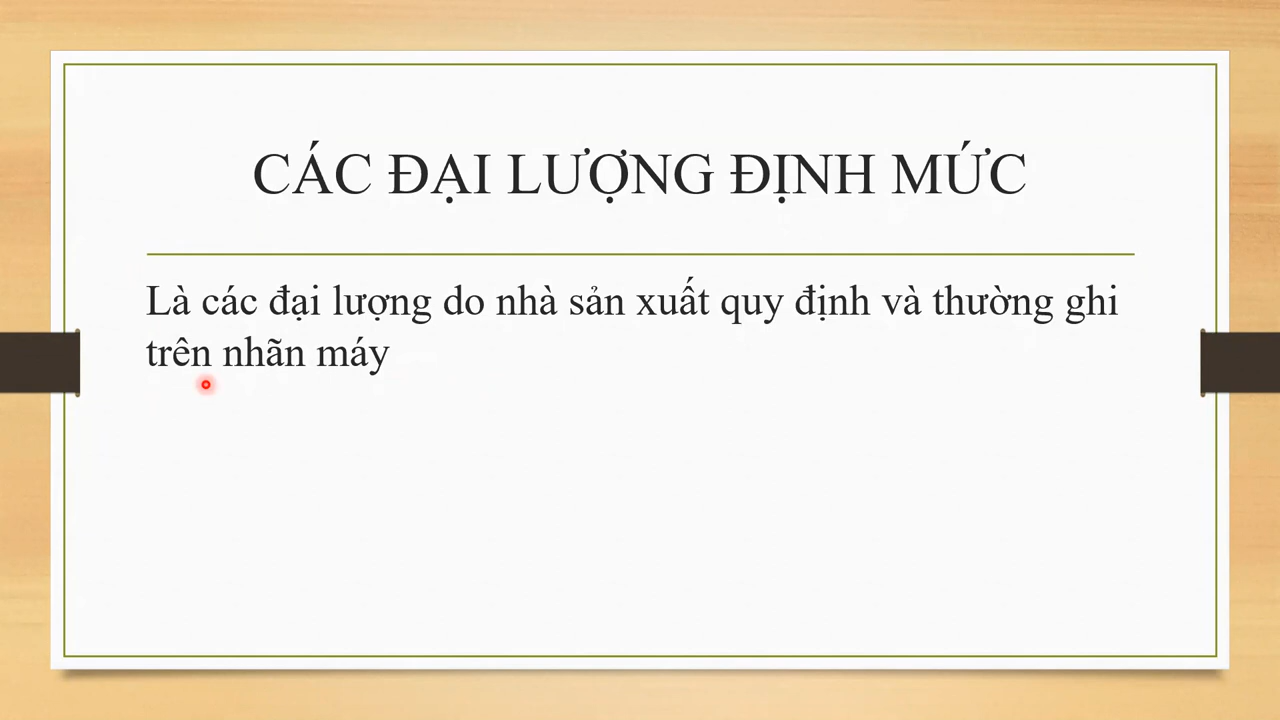 CÁC ĐẠI LƯỢNG ĐỊNH MỨC
Là các đại lượng do nhà sản xuất quy định và thường ghi
trên nhãn máy